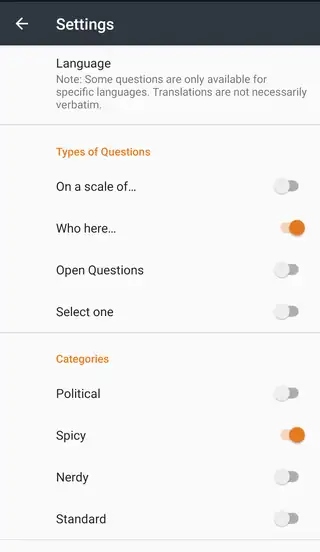 Settings
Language
Note: Some questions are only available for
specific languages. Translations are not necessarily
verbatim.
Types of Questions
On a scale of…
Who here…
Open Questions
Select one
Categories
Political
Spicy
Nerdy
Standard